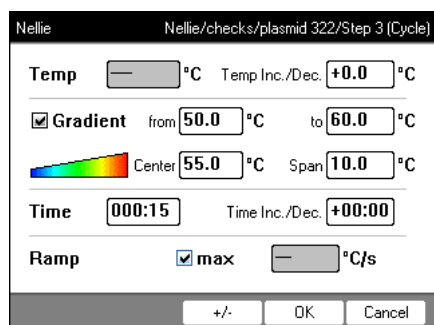 Nellie Nellie/checks/plasmid 322/Step 3 (Cycle)
Temp — °C Temp Inc./Dec. +0.0 °C
Gradient from 50.0 °C to 60.0 °C
Center 55.0 °C Span 10.0 °C
Time 000:15 Time Inc./Dec. +00:00
Ramp max — °C/s
+/- OK Cancel